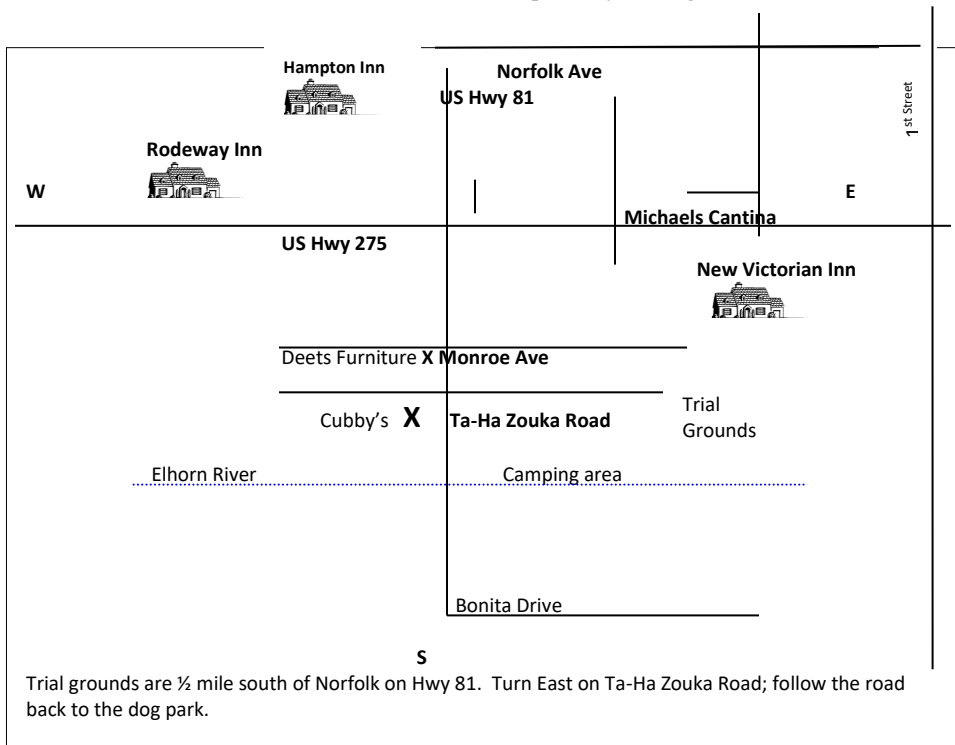 Hampton Inn
Norfolk Ave
US Hwy 81
1st Street
Rodeway Inn
W
E
Michaels Cantina
US Hwy 275
New Victorian Inn
Deets Furniture X Monroe Ave
Trial
Grounds
Cubby's X Ta-Ha Zouka Road
Elhorn River
Camping area
Bonita Drive
S
Trial grounds are ½ mile south of Norfolk on Hwy 81. Turn East on Ta-Ha Zouka Road; follow the road
back to the dog park.